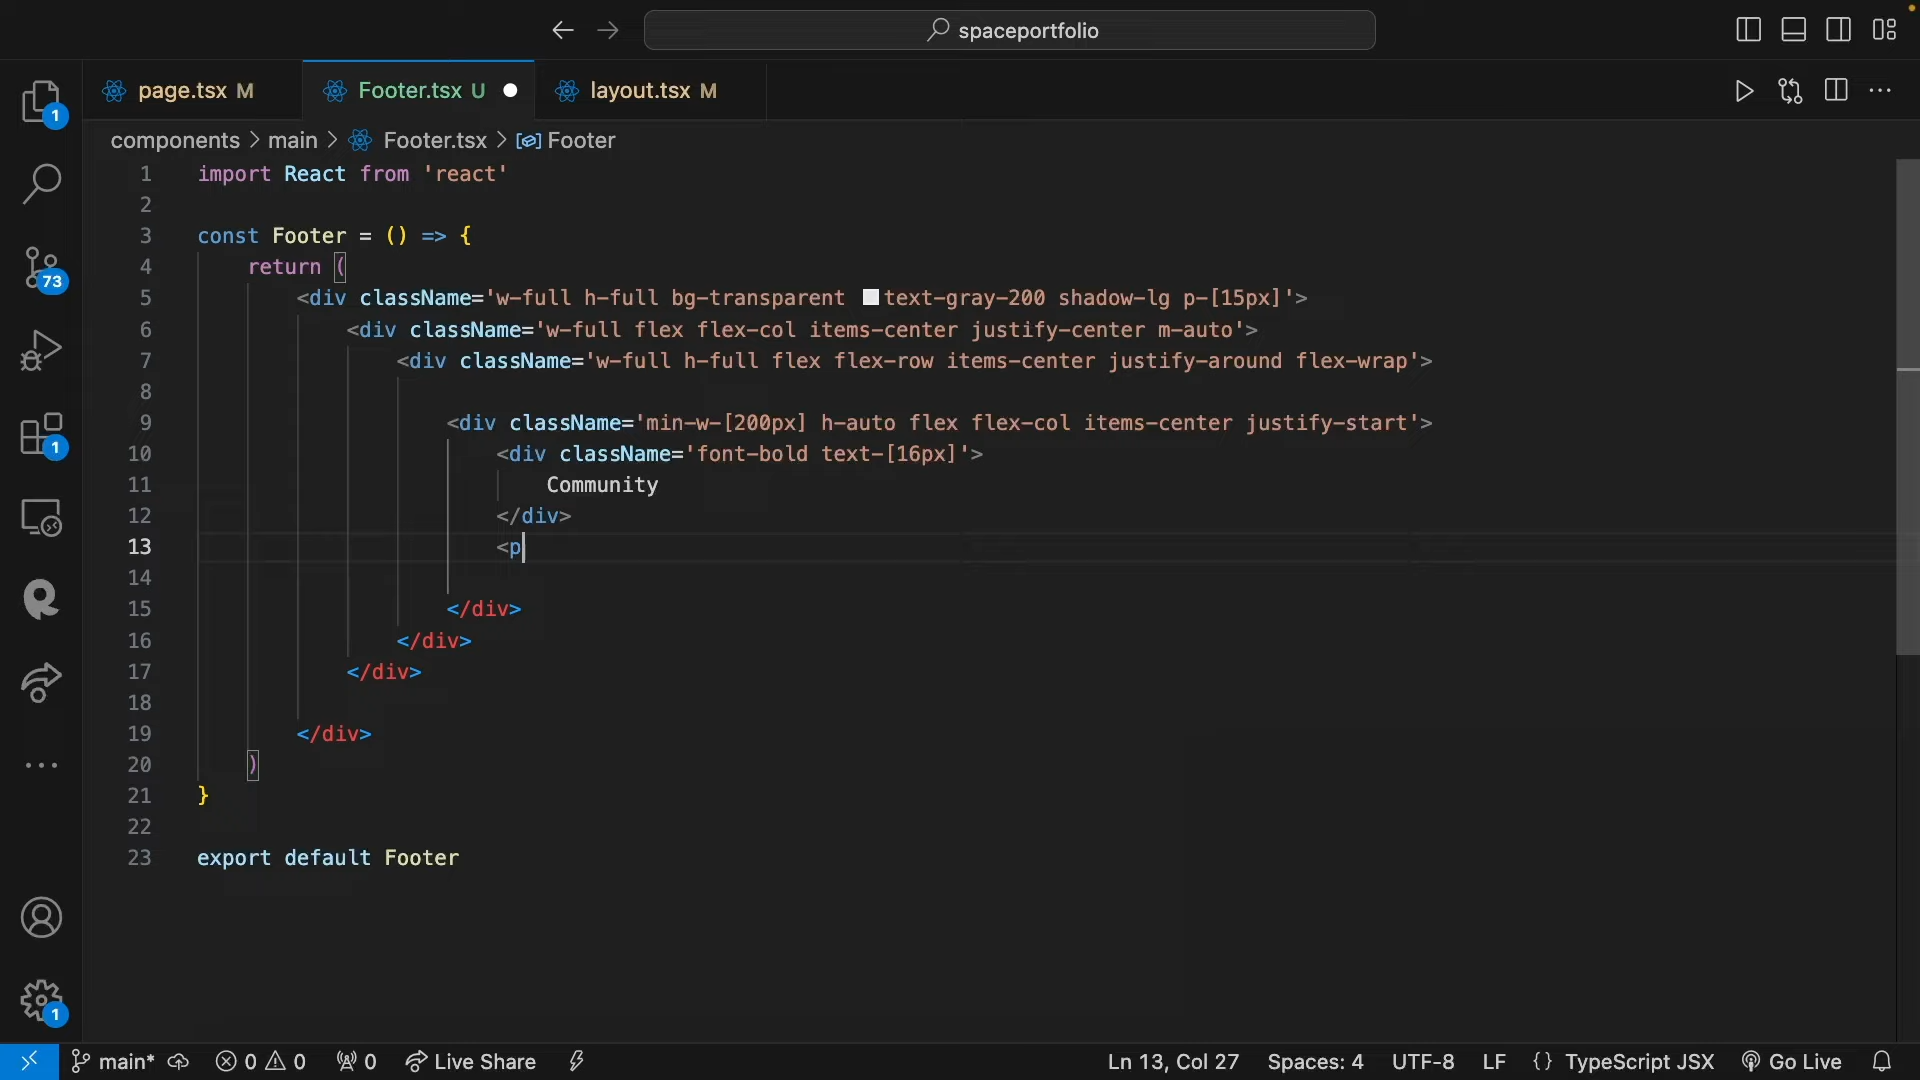 spaceportfolio
page.tsx M
Footer.tsx U
layout.tsx M
components > main > Footer.tsx > Footer
1 import React from 'react'
2
3 const Footer = () => {
4 return (
5 <div className='w-full h-full bg-transparent text-gray-200 shadow-lg p-[15px]'>
6 <div className='w-full flex flex-col items-center justify-center m-auto'>
7 <div className='w-full h-full flex flex-row items-center justify-around flex-wrap'>
8
9 <div className='min-w-[200px] h-auto flex flex-col items-center justify-start'>
10 <div className='font-bold text-[16px]'>
11 Community
12 </div>
13 <p
14
15 </div>
16 </div>
17 </div>
18
19 </div>
20 )
21 }
22
23 export default Footer
1
73
1
1
main* 0 0 0 Live Share Ln 13, Col 27 Spaces: 4 UTF-8 LF {} TypeScript JSX Go Live